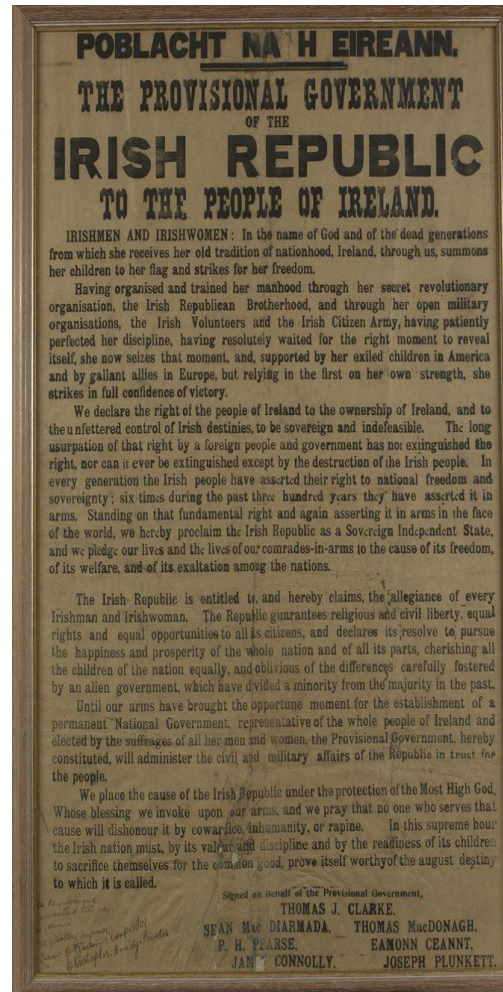 POBLACHT NA H EIREANN.
THE PROVISIONAL GOVERNMENT
OF THE
IRISH REPUBLIC
TO THE PEOPLE OF IRELAND.
IRISHMEN AND IRISHWOMEN: In the name of God and of the dead generations
from which she receives her old tradition of nationhood, Ireland, through us, summons
her children to her flag and strikes for her freedom.
Having organised and trained her manhood through her secret revolutionary
organisation, the Irish Republican Brotherhood, and through her open military
organisations, the Irish Volunteers and the Irish Citizen Army, having patiently
perfected her discipline, having resolutely waited for the right moment to reveal
itself, she now seizes that moment, and, supported by her exiled children in America
and by gallant allies in Europe, but relying in the first on her own strength, she
strikes in full confidence of victory.
We declare the right of the people of Ireland to the ownership of Ireland, and to
the unfettered control of Irish destinies, to be sovereign and indefeasible. The long
usurpation of that right by a foreign people and government has not extinguished the
right, nor can it ever be extinguished except by the destruction of the Irish people. In
every generation the Irish people have asserted their right to national freedom and
sovereignty; six times during the past three hundred years they have asserted it in
arms. Standing on that fundamental right and again asserting it in arms in the face
of the world, we hereby proclaim the Irish Republic as a Sovereign Independent State,
and we pledge our lives and the lives of our comrades-in-arms to the cause of its freedom,
of its welfare, and of its exaltation among the nations.
The Irish Republic is entitled to, and hereby claims, the allegiance of every
Irishman and Irishwoman. The Republic guarantees religious and civil liberty, equal
rights and equal opportunities to all its citizens, and declares its resolve to pursue
the happiness and prosperity of the whole nation and of all its parts, cherishing all
the children of the nation equally, and oblivious of the differences carefully fostered
by an alien government, which have divided a minority from the majority in the past.
Until our arms have brought the opportune moment for the establishment of a
permanent National Government, representative of the whole people of Ireland and
elected by the suffrages of all her men and women, the Provisional Government, hereby
constituted, will administer the civil and military affairs of the Republic in trust for
the people.
We place the cause of the Irish Republic under the protection of the Most High God,
Whose blessing we invoke upon our arms, and we pray that no one who serves that
cause will dishonour it by cowardice, inhumanity, or rapine. In this supreme hour
the Irish nation must, by its valour and discipline and by the readiness of its children
to sacrifice themselves for the common good, prove itself worthy of the august destiny
to which it is called.
Signed on Behalf of the Provisional Government,
THOMAS J. CLARKE,
SEAN Mac DIARMADA, THOMAS MacDONAGH,
P. H. PEARSE, EAMONN CEANNT,
JAMES CONNOLLY, JOSEPH PLUNKETT.
Christopher Brady Printer